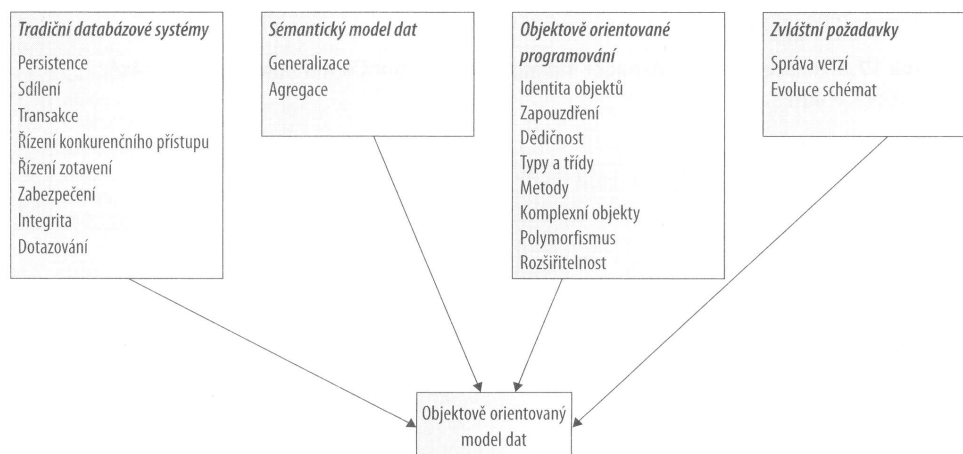 Tradiční databázové systémy
Persistence
Sdílení
Transakce
Řízení konkurenčního přístupu
Řízení zotavení
Zabezpečení
Integrita
Dotazování
Sémantický model dat
Generalizace
Agregace
Objektově orientované
programování
Identita objektů
Zapouzdření
Dědičnost
Typy a třídy
Metody
Komplexní objekty
Polymorfismus
Rozšiřitelnost
Zvláštní požadavky
Správa verzí
Evoluce schémat
Objektově orientovaný
model dat